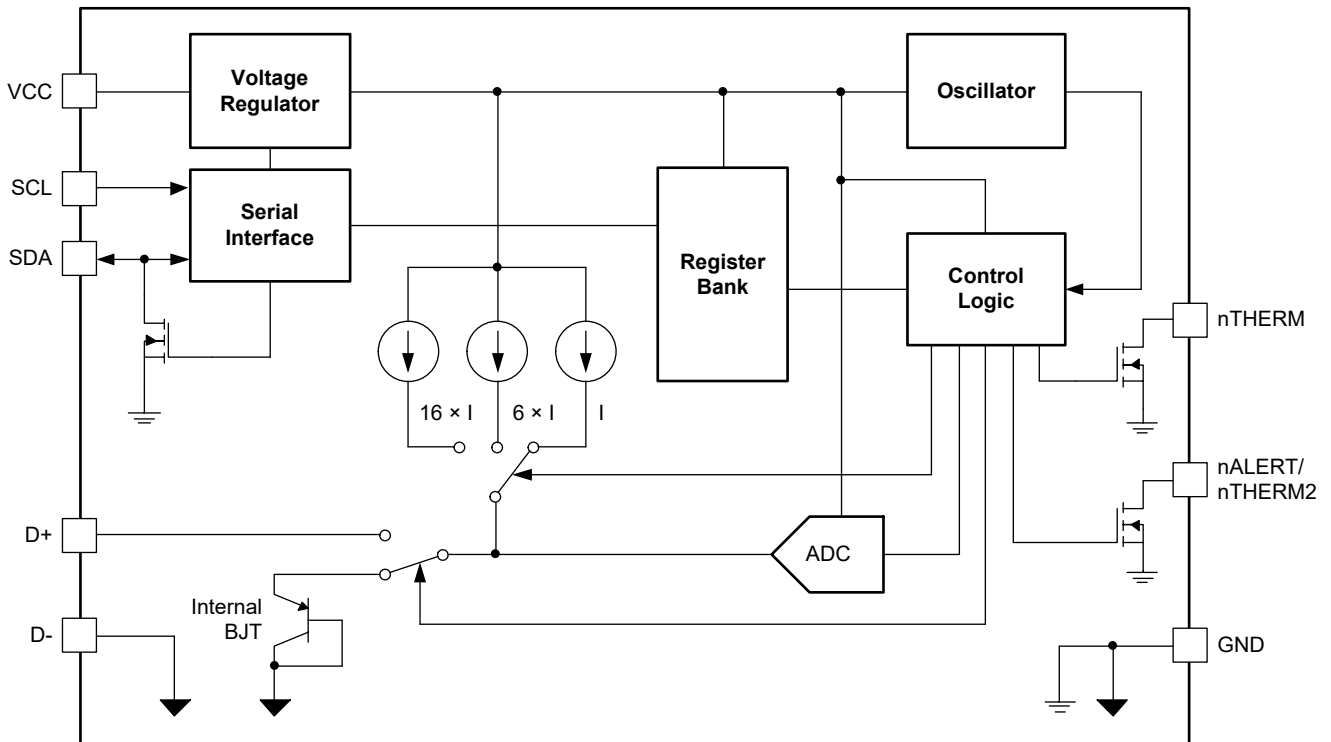 VCC
Voltage
Regulator
Oscillator
SCL
Serial
Interface
SDA
Register
Bank
Control
Logic
nTHERM
16 × I
6 × I
I
nALERT/
nTHERM2
D+
ADC
Internal
BJT
D-
GND